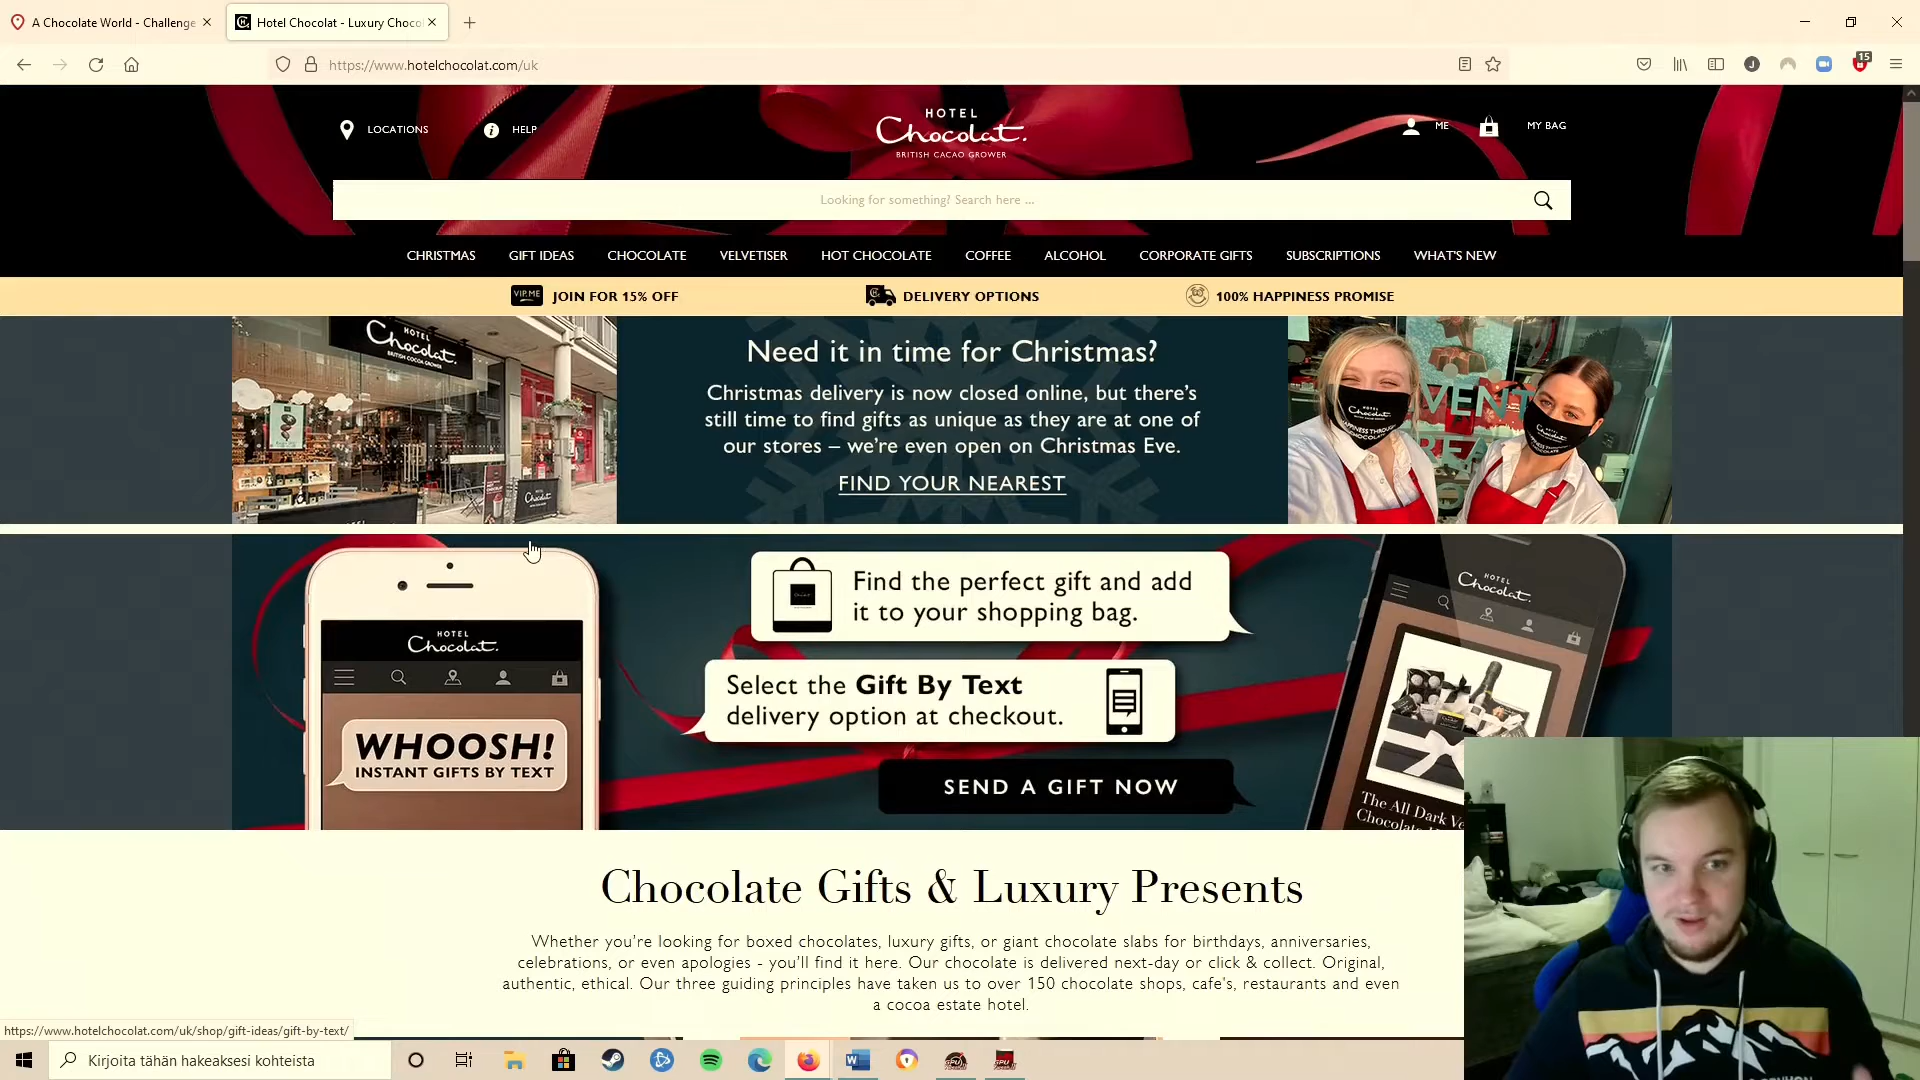 A Chocolate World - Challenge
Hotel Chocolat - Luxury Choco
https://www.hotelchocolat.com/uk
15
LOCATIONS
HELP
HOTEL
Chocolat.
BRITISH CACAO GROWER
ME
MY BAG
Looking for something? Search here ...
CHRISTMAS GIFT IDEAS CHOCOLATE VELVETISER HOT CHOCOLATE COFFEE ALCOHOL CORPORATE GIFTS SUBSCRIPTIONS WHAT'S NEW
VIP.ME JOIN FOR 15% OFF DELIVERY OPTIONS 100% HAPPINESS PROMISE
HOTEL
Chocolat.
BRITISH COCOA GROWER
Need it in time for Christmas?
Christmas delivery is now closed online, but there's
still time to find gifts as unique as they are at one of
our stores – we're even open on Christmas Eve.
FIND YOUR NEAREST
HOTEL
Chocolat.
WHOOSH!
INSTANT GIFTS BY TEXT
Find the perfect gift and add
it to your shopping bag.
Select the Gift By Text
delivery option at checkout.
SEND A GIFT NOW
HOTEL
Chocolat.
The All Dark Ve
Chocolate
Chocolate Gifts & Luxury Presents
Whether you're looking for boxed chocolates, luxury gifts, or giant chocolate slabs for birthdays, anniversaries,
celebrations, or even apologies - you'll find it here. Our chocolate is delivered next-day or click & collect. Original,
authentic, ethical. Our three guiding principles have taken us to over 150 chocolate shops, cafe's, restaurants and even
a cocoa estate hotel.
https://www.hotelchocolat.com/uk/shop/gift-ideas/gift-by-text/
Kirjoita tähän hakeaksesi kohteista